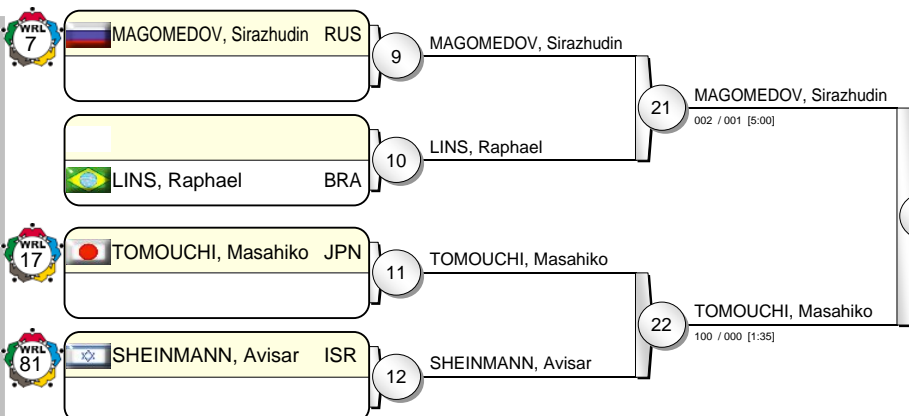 WRL
7
MAGOMEDOV, Sirazhudin RUS
9
MAGOMEDOV, Sirazhudin
21
MAGOMEDOV, Sirazhudin
002 / 001 [5:00]
LINS, Raphael BRA
10
LINS, Raphael
WRL
17
TOMOUCHI, Masahiko JPN
11
TOMOUCHI, Masahiko
22
TOMOUCHI, Masahiko
100 / 000 [1:35]
WRL
81
SHEINMANN, Avisar ISR
12
SHEINMANN, Avisar